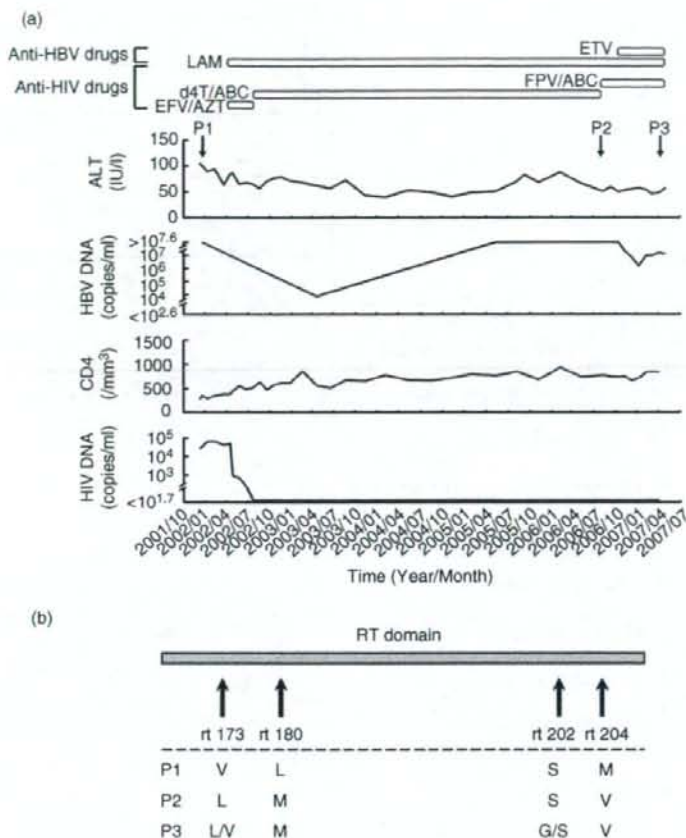 (a)
Anti-HBV drugs
ETV
LAM
Anti-HIV drugs
FPV/ABC
d4T/ABC
EFV/AZT
P1
P2
P3
150
100
50
0
ALT
(IU/l)
>10^7.6
10^7
10^6
10^5
10^4
<10^2.6
HBV DNA
(copies/ml)
1500
1000
500
0
CD4
(/mm³)
10^5
10^3
<10^1.7
HIV DNA
(copies/ml)
2001/10
2002/01
2002/04
2002/07
2002/10
2003/01
2003/04
2003/07
2003/10
2004/01
2004/04
2004/07
2004/10
2005/01
2005/04
2005/07
2005/10
2006/01
2006/04
2006/07
2006/10
2007/01
2007/04
2007/07
Time (Year/Month)
(b)
RT domain
rt 173 rt 180 rt 202 rt 204
P1 V L S M
P2 L M S V
P3 L/V M G/S V